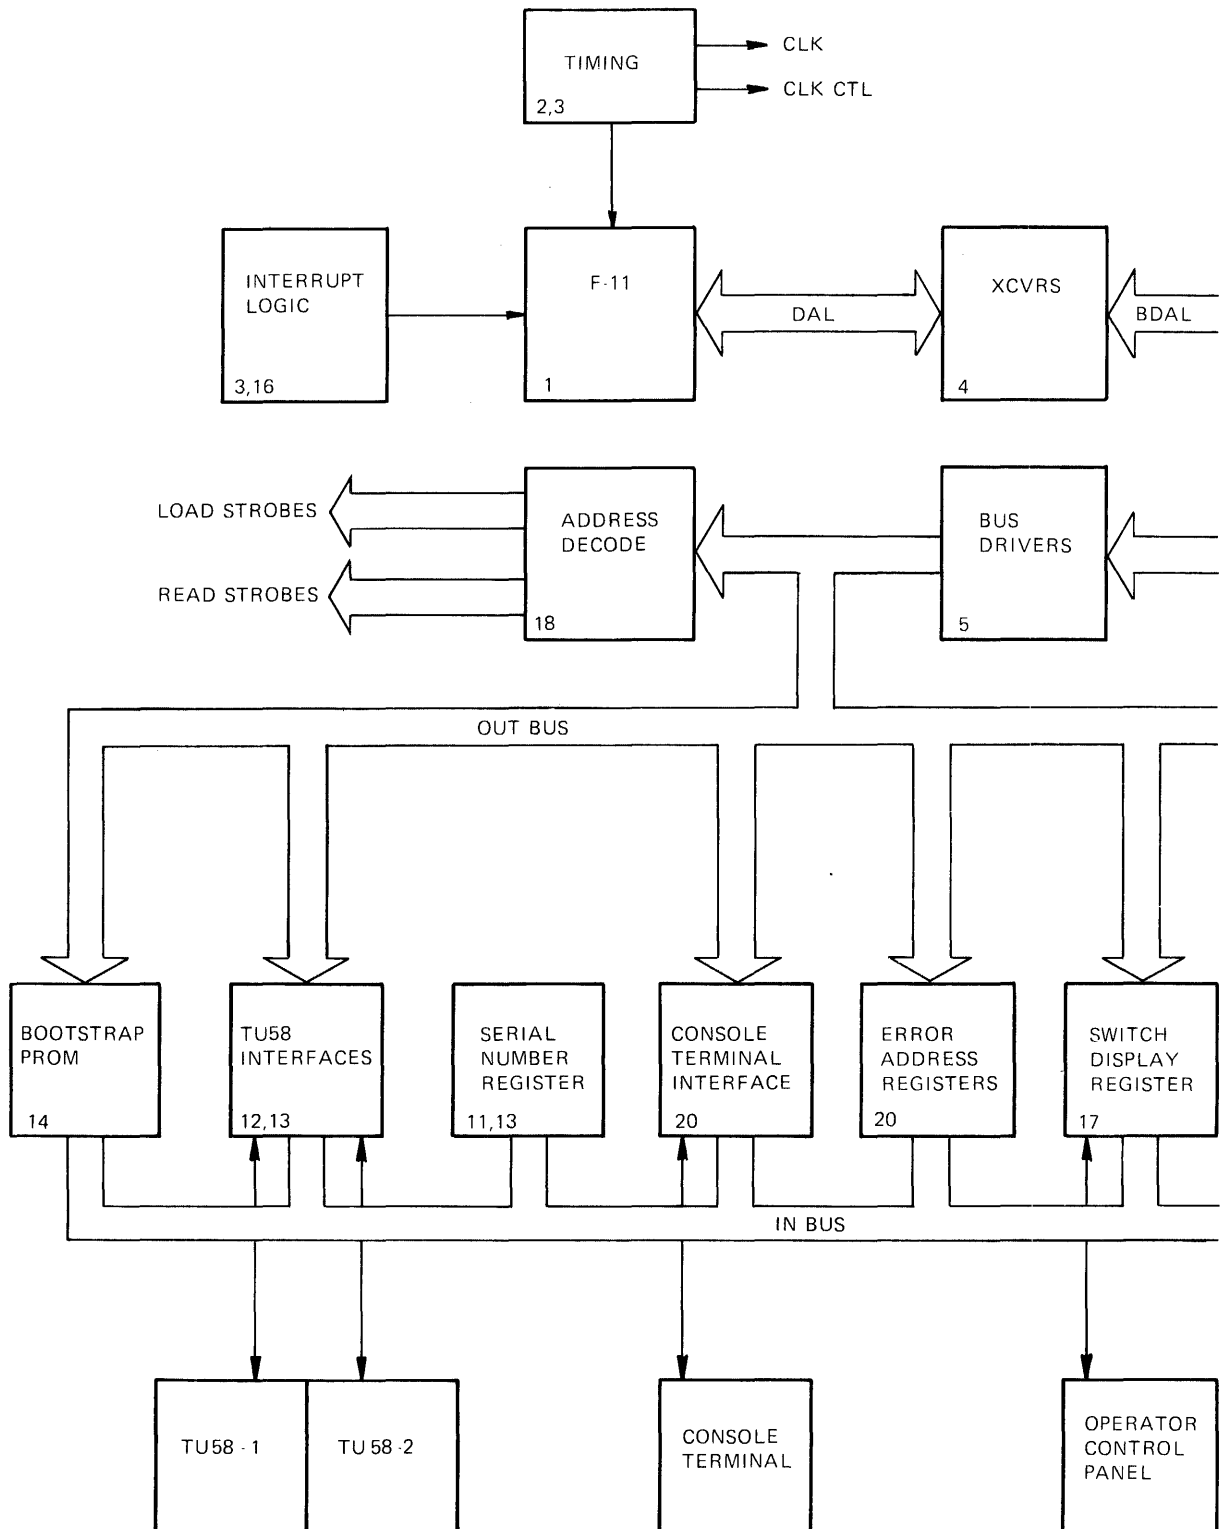 TIMING
2,3
CLK
CLK CTL
INTERRUPT
LOGIC
3,16
F-11
1
DAL
XCVRS
4
BDAL
LOAD STROBES
READ STROBES
ADDRESS
DECODE
18
BUS
DRIVERS
5
OUT BUS
BOOTSTRAP
PROM
14
TU58
INTERFACES
12,13
SERIAL
NUMBER
REGISTER
11,13
CONSOLE
TERMINAL
INTERFACE
20
ERROR
ADDRESS
REGISTERS
20
SWITCH
DISPLAY
REGISTER
17
IN BUS
TU58-1
TU58-2
CONSOLE
TERMINAL
OPERATOR
CONTROL
PANEL